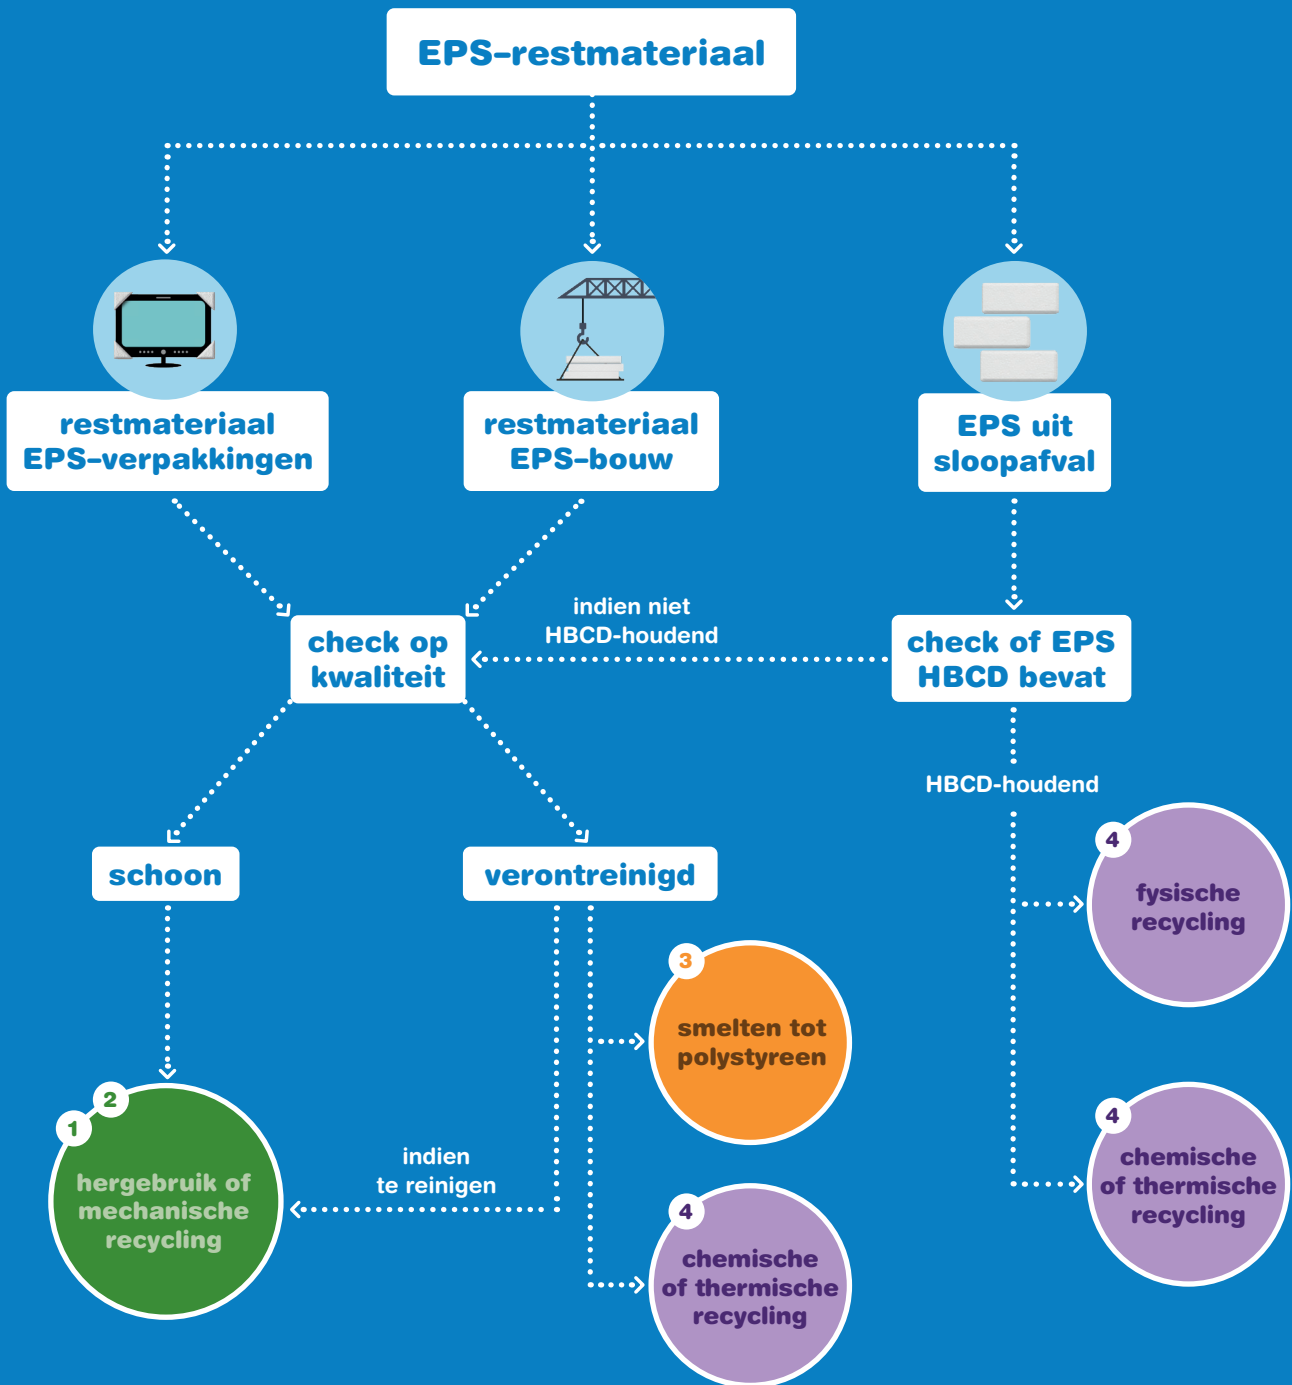 EPS-restmateriaal
restmateriaal
EPS-verpakkingen
restmateriaal
EPS-bouw
EPS uit
sloopafval
indien niet
HBCD-houdend
check op
kwaliteit
check of EPS
HBCD bevat
HBCD-houdend
schoon
verontreinigd
4
fysische
recycling
3
smelten tot
polystyreen
1
2
hergebruik of
mechanische
recycling
indien
te reinigen
4
chemische
of thermische
recycling
4
chemische
of thermische
recycling